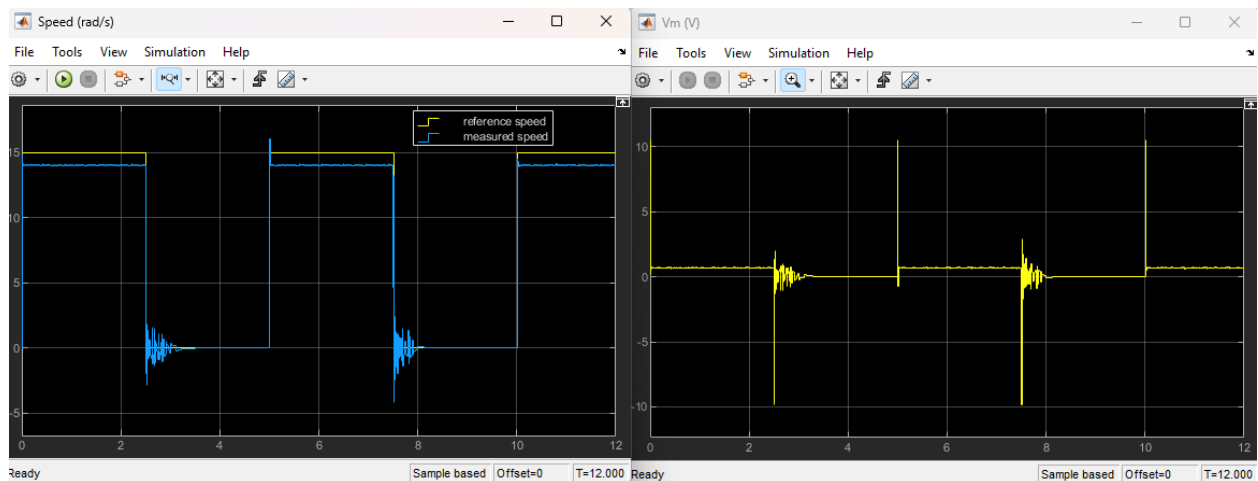 Speed (rad/s)
File Tools View Simulation Help
reference speed
measured speed
15
10
5
0
-5
0 2 4 6 8 10 12
Ready Sample based Offset=0 T=12.000
Vm (V)
File Tools View Simulation Help
10
5
0
-5
-10
0 2 4 6 8 10 12
Ready Sample based Offset=0 T=12.000